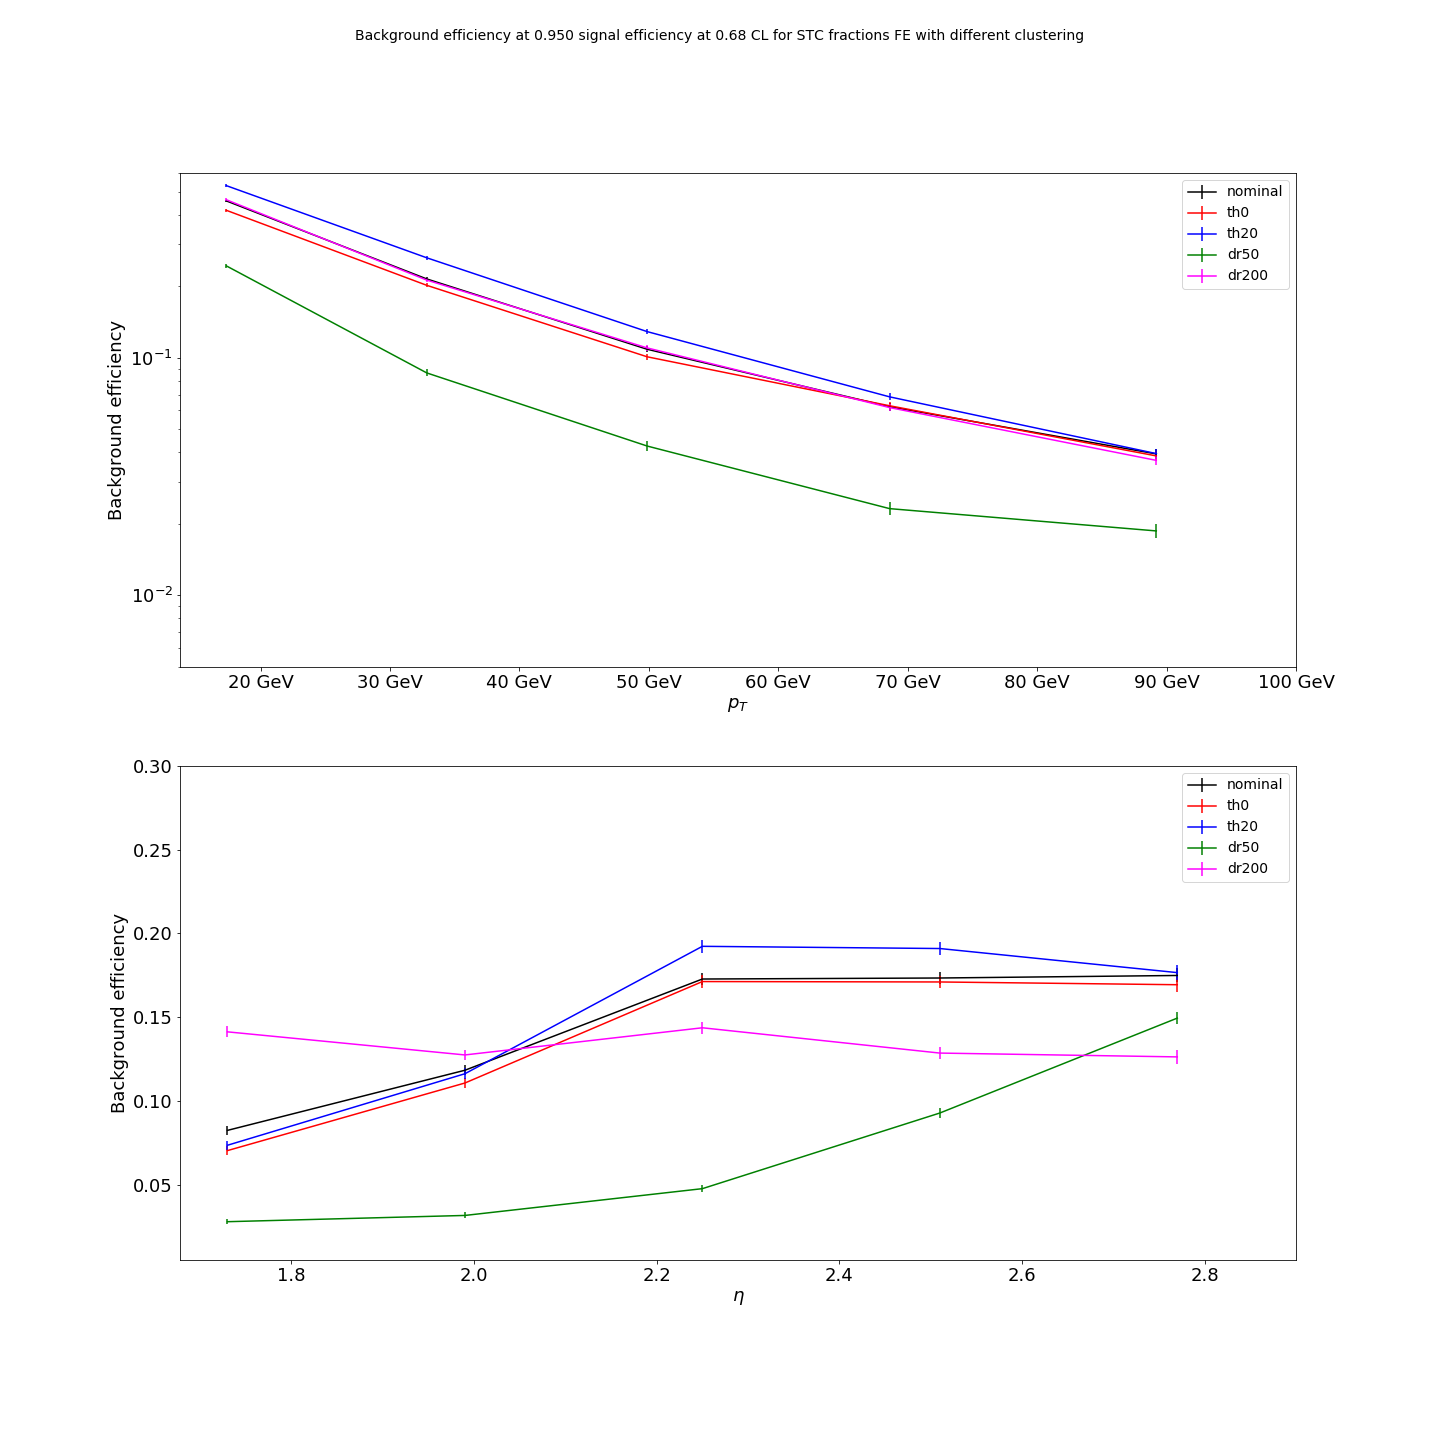 Background efficiency at 0.950 signal efficiency at 0.68 CL for STC fractions FE with different clustering
nominal
th0
th20
dr50
dr200
Background efficiency
10⁻¹
10⁻²
20 GeV 30 GeV 40 GeV 50 GeV 60 GeV 70 GeV 80 GeV 90 GeV 100 GeV
p_T
nominal
th0
th20
dr50
dr200
Background efficiency
0.30
0.25
0.20
0.15
0.10
0.05
1.8 2.0 2.2 2.4 2.6 2.8
η